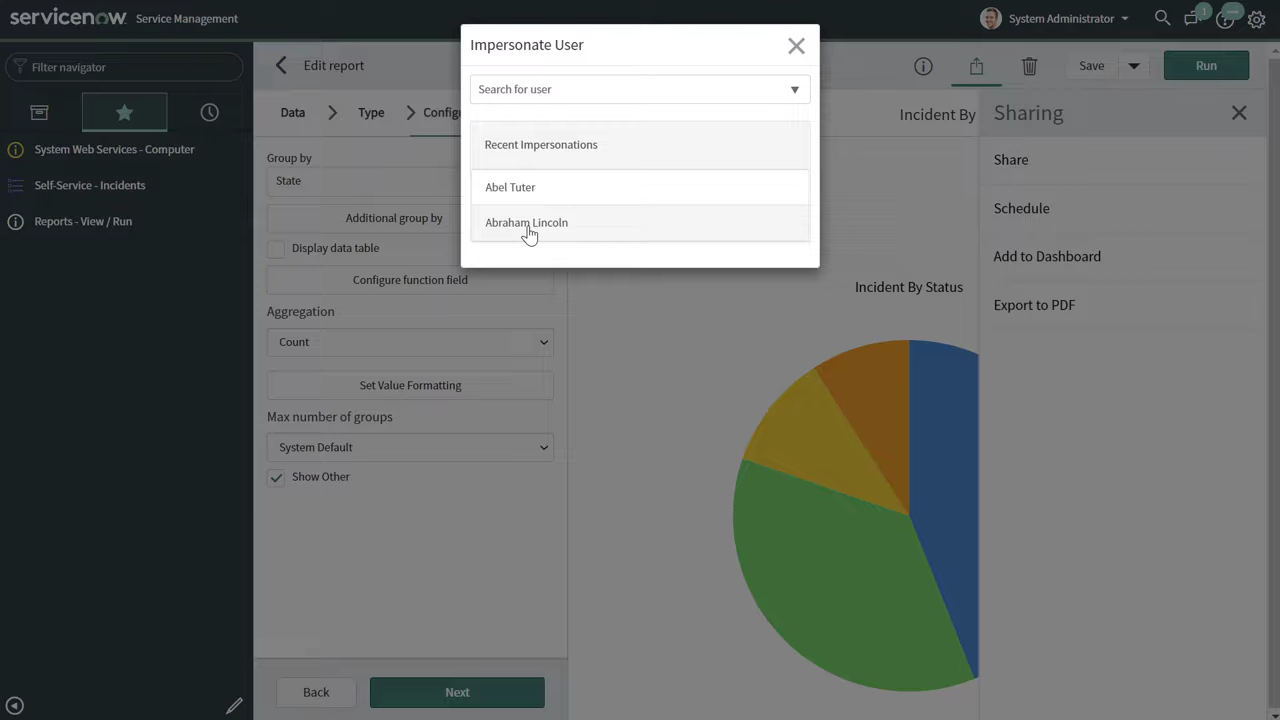 servicenow Service Management
System Administrator
1
Filter navigator
System Web Services - Computer
Self-Service - Incidents
Reports - View / Run
Edit report
Save
Run
Data
Type
Config
Incident By
Group by
State
Additional group by
Display data table
Configure function field
Aggregation
Count
Set Value Formatting
Max number of groups
System Default
Show Other
Back
Next
Impersonate User
Search for user
Recent Impersonations
Abel Tuter
Abraham Lincoln
Incident By Status
Sharing
Share
Schedule
Add to Dashboard
Export to PDF